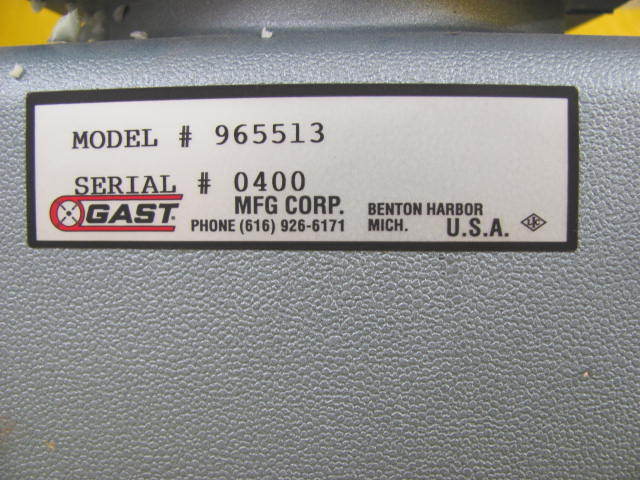 MODEL # 965513
SERIAL # 0400
GAST MFG CORP. BENTON HARBOR
PHONE (616) 926-6171 MICH. U.S.A.